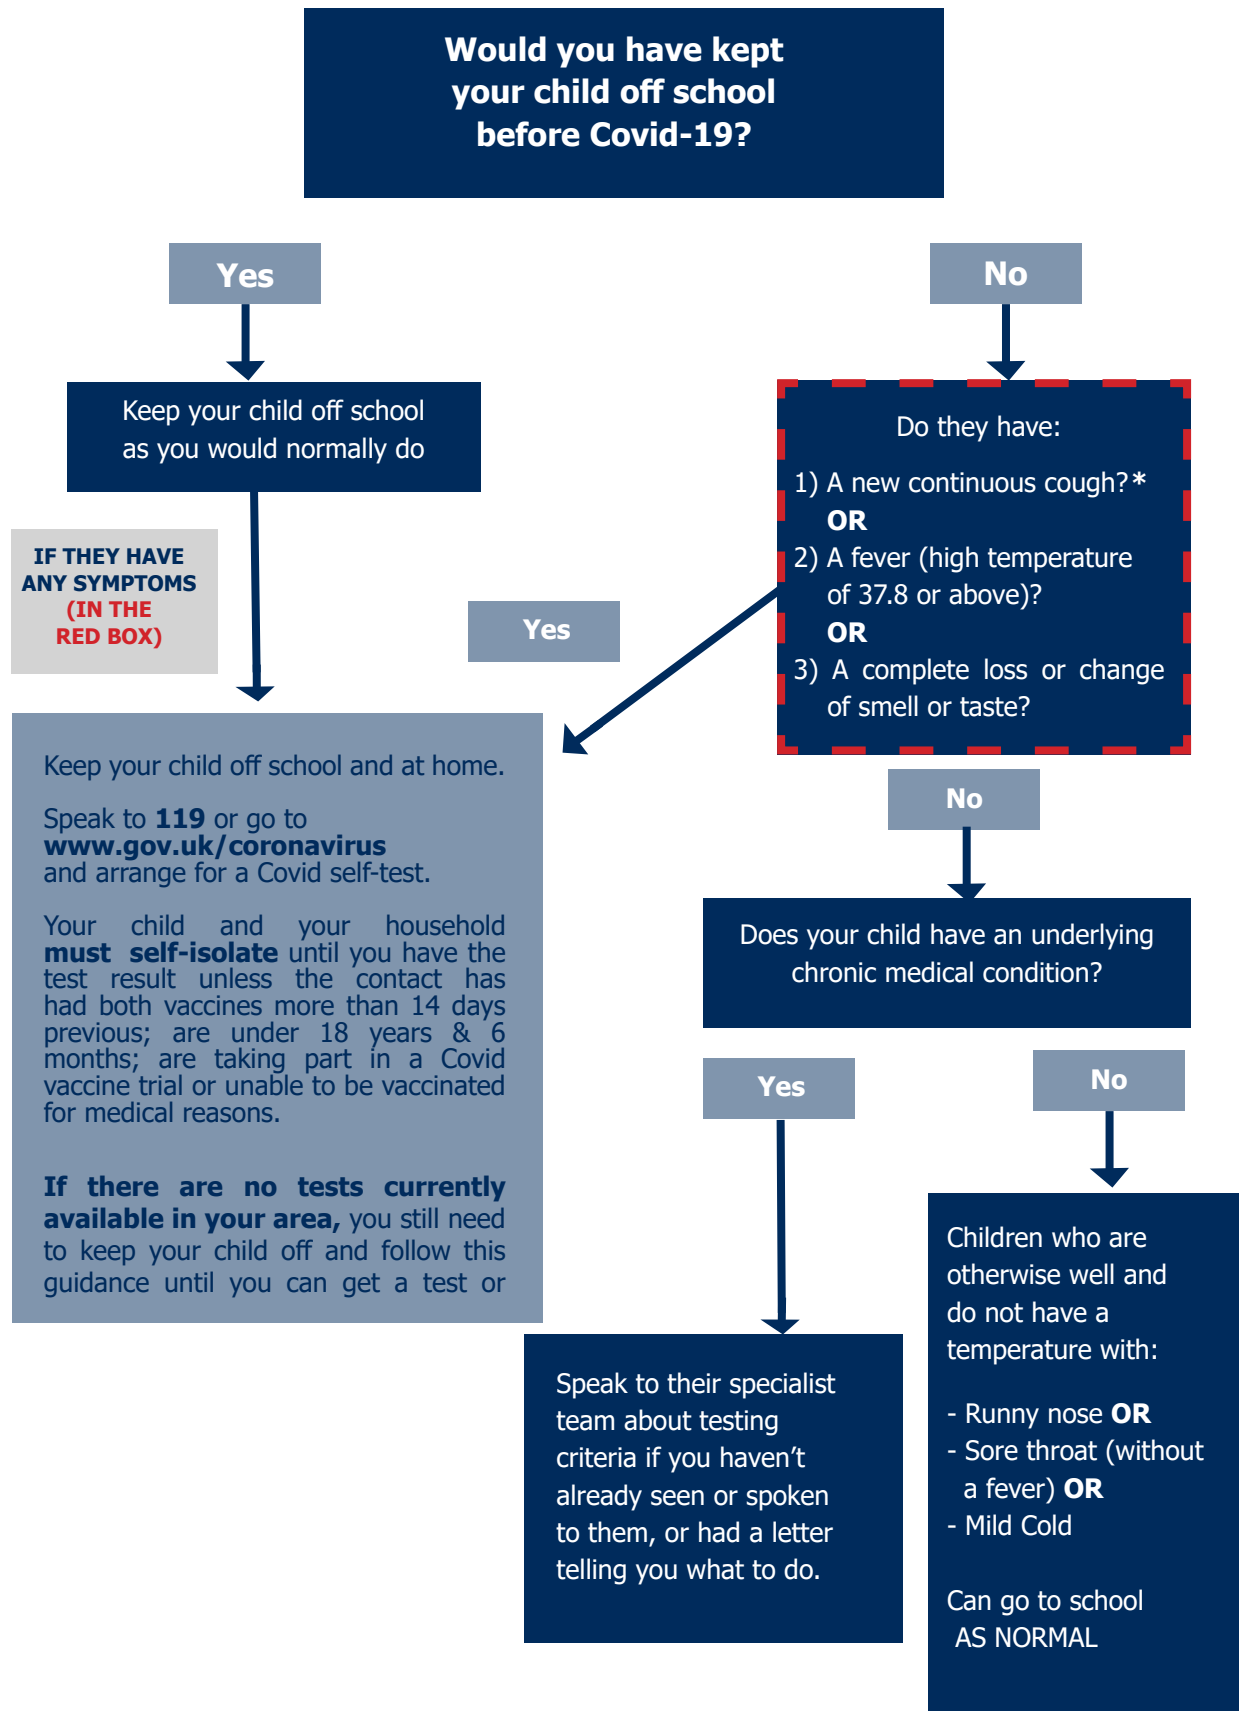 Would you have kept
your child off school
before Covid-19?
Yes
No
Keep your child off school
as you would normally do
IF THEY HAVE
ANY SYMPTOMS
(IN THE
RED BOX)
Do they have:
1) A new continuous cough?*
OR
2) A fever (high temperature
of 37.8 or above)?
OR
3) A complete loss or change
of smell or taste?
Yes
No
Keep your child off school and at home.
Speak to 119 or go to
www.gov.uk/coronavirus
and arrange for a Covid self-test.
Your child and your household
must self-isolate until you have the
test result unless the contact has
had both vaccines more than 14 days
previous; are under 18 years & 6
months; are taking part in a Covid
vaccine trial or unable to be vaccinated
for medical reasons.
If there are no tests currently
available in your area, you still need
to keep your child off and follow this
guidance until you can get a test or
Does your child have an underlying
chronic medical condition?
Yes
No
Speak to their specialist
team about testing
criteria if you haven't
already seen or spoken
to them, or had a letter
telling you what to do.
Children who are
otherwise well and
do not have a
temperature with:
- Runny nose OR
- Sore throat (without
a fever) OR
- Mild Cold
Can go to school
AS NORMAL